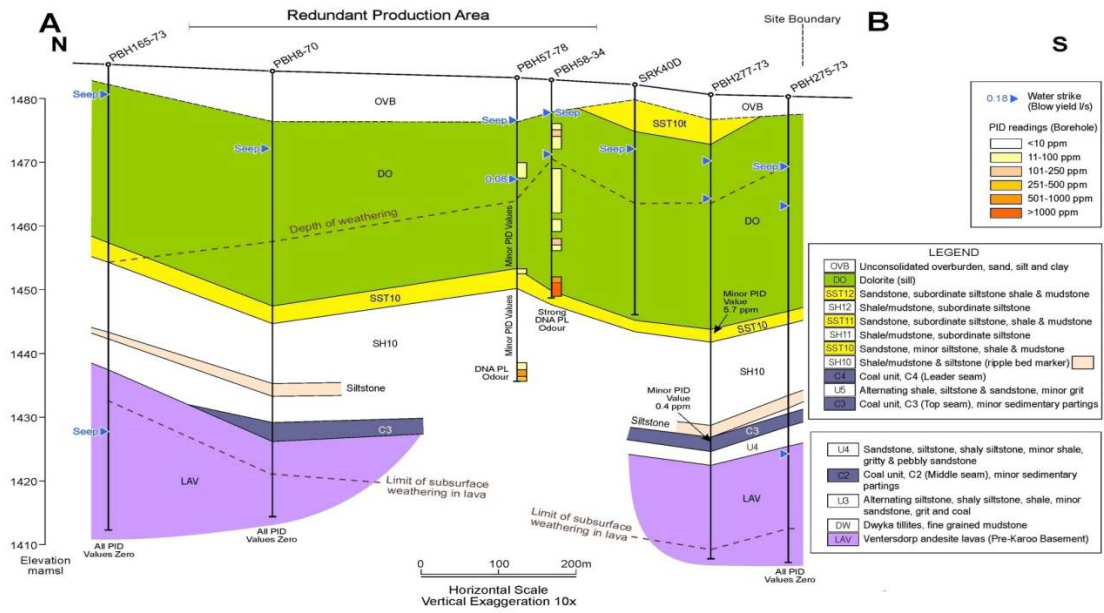 A
N
Redundant Production Area
Site Boundary
B
S
PBH165-73
PBH8-70
PBH57-78
PBH58-34
SRK40D
PBH277-73
PBH275-73
1480
1470
1460
1450
1440
1430
1420
1410
Elevation
mamsl
Seep
OVB
Seep
Seep
SST10t
OVB
Seep
Seep
Seep
DO
0.08
Depth of weathering
DO
Minor PID Values
SST10
Minor PID Values
Strong
DNA PL
Odour
Minor PID
Value
5.7 ppm
SST10
SH10
SH10
DNA PL
Odour
Siltstone
Minor PID
Value
0.4 ppm
Siltstone
C3
C3
U4
Seep
LAV
Limit of subsurface
weathering in lava
LAV
Limit of subsurface
weathering in lava
All PID
Values Zero
All PID
Values Zero
All PID
Values Zero
0 100 200m
Horizontal Scale
Vertical Exaggeration 10x
0.18 Water strike
(Blow yield l/s)
PID readings (Borehole)
<10 ppm
11-100 ppm
101-250 ppm
251-500 ppm
501-1000 ppm
>1000 ppm
LEGEND
OVB Unconsolidated overburden, sand, silt and clay
DO Dolorite (sill)
SST12 Sandstone, subordinate siltstone shale & mudstone
SH12 Shale/mudstone, subordinate siltstone
SST11 Sandstone, subordinate siltstone, shale & mudstone
SH11 Shale/mudstone, subordinate siltstone
SST10 Sandstone, minor siltstone, shale & mudstone
SH10 Shale/mudstone & siltstone (ripple bed marker)
C4 Coal unit, C4 (Leader seam)
U5 Alternating shale, siltstone & sandstone, minor grit
C3 Coal unit, C3 (Top seam), minor sedimentary partings
U4 Sandstone, siltstone, shaly siltstone, minor shale,
gritty & pebbly sandstone
C2 Coal unit, C2 (Middle seam), minor sedimentary
partings
U3 Alternating siltstone, shaly siltstone, shale, minor
sandstone, grit and coal
DW Dwyka tillites, fine grained mudstone
LAV Ventersdorp andesite lavas (Pre-Karoo Basement)